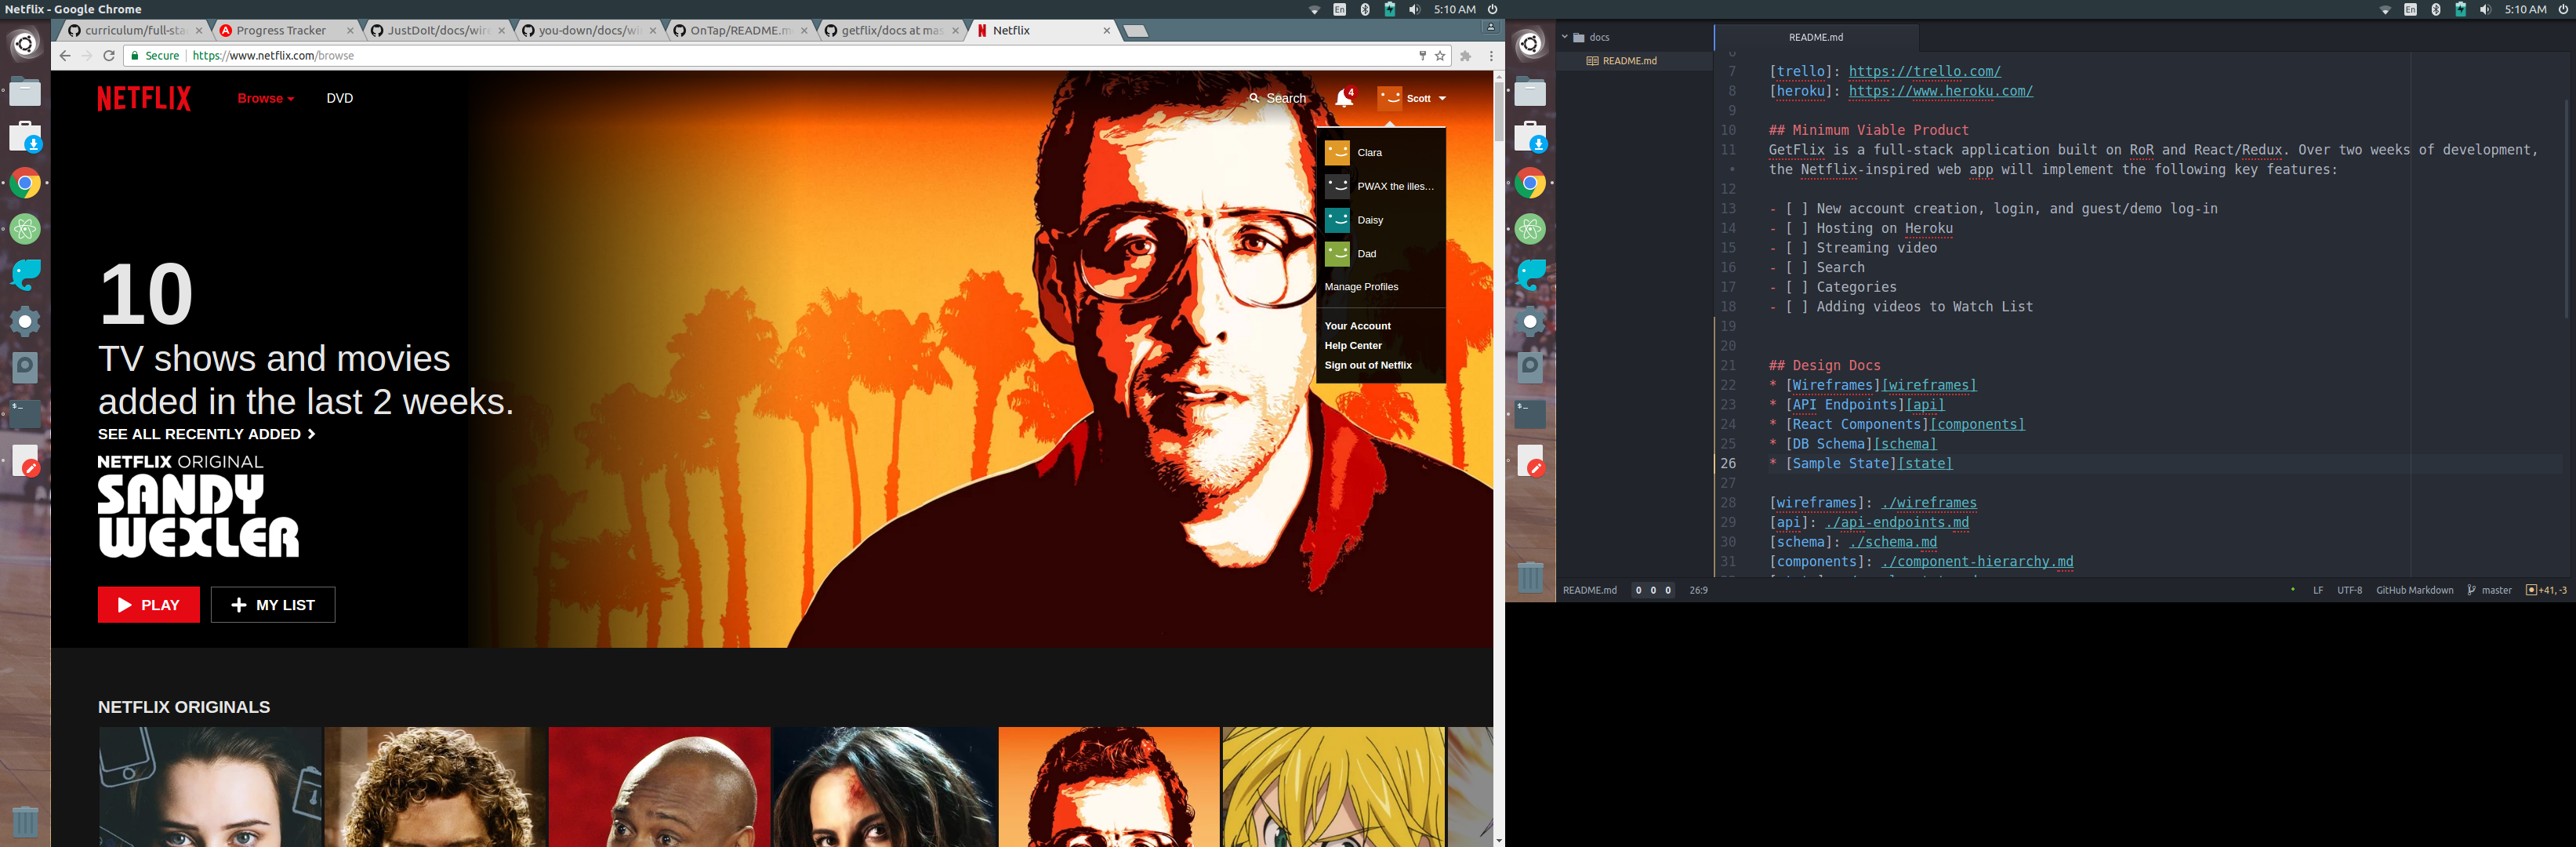 Netflix - Google Chrome
En
5:10 AM
curriculum/full-sta
Progress Tracker
JustDoIt/docs/wire
you-down/docs/wi
OnTap/README.m
getflix/docs at mas
Netflix
Secure
https://www.netflix.com/browse
NETFLIX
Browse
DVD
Search
4
Scott
Clara
PWAX the illes...
Daisy
Dad
Manage Profiles
Your Account
Help Center
Sign out of Netflix
10
TV shows and movies
added in the last 2 weeks.
SEE ALL RECENTLY ADDED
NETFLIX ORIGINAL
SANDY
WEXLER
PLAY
MY LIST
NETFLIX ORIGINALS
En
5:10 AM
docs
README.md
README.md
7 [trello]: https://trello.com/
8 [heroku]: https://www.heroku.com/
9
10 ## Minimum Viable Product
11 GetFlix is a full-stack application built on RoR and React/Redux. Over two weeks of development,
• the Netflix-inspired web app will implement the following key features:
12
13 - [ ] New account creation, login, and guest/demo log-in
14 - [ ] Hosting on Heroku
15 - [ ] Streaming video
16 - [ ] Search
17 - [ ] Categories
18 - [ ] Adding videos to Watch List
19
20
21 ## Design Docs
22 * [Wireframes][wireframes]
23 * [API Endpoints][api]
24 * [React Components][components]
25 * [DB Schema][schema]
26 * [Sample State][state]
27
28 [wireframes]: ./wireframes
29 [api]: ./api-endpoints.md
30 [schema]: ./schema.md
31 [components]: ./component-hierarchy.md
README.md
0 0 0
26:9
LF
UTF-8
GitHub Markdown
master
+41, -3